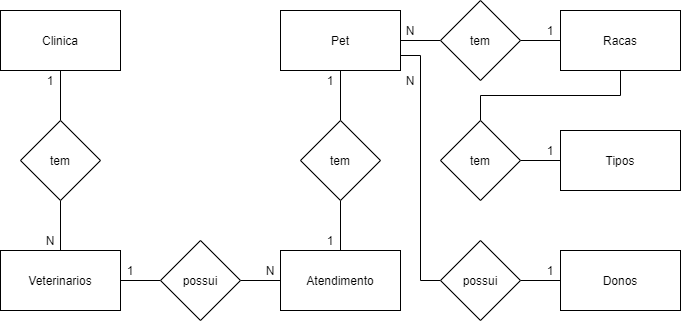 Clinica
Pet
N
tem
1
Racas
1
1
N
tem
tem
tem
1
Tipos
N
1
Veterinarios
1
possui
N
Atendimento
possui
1
Donos